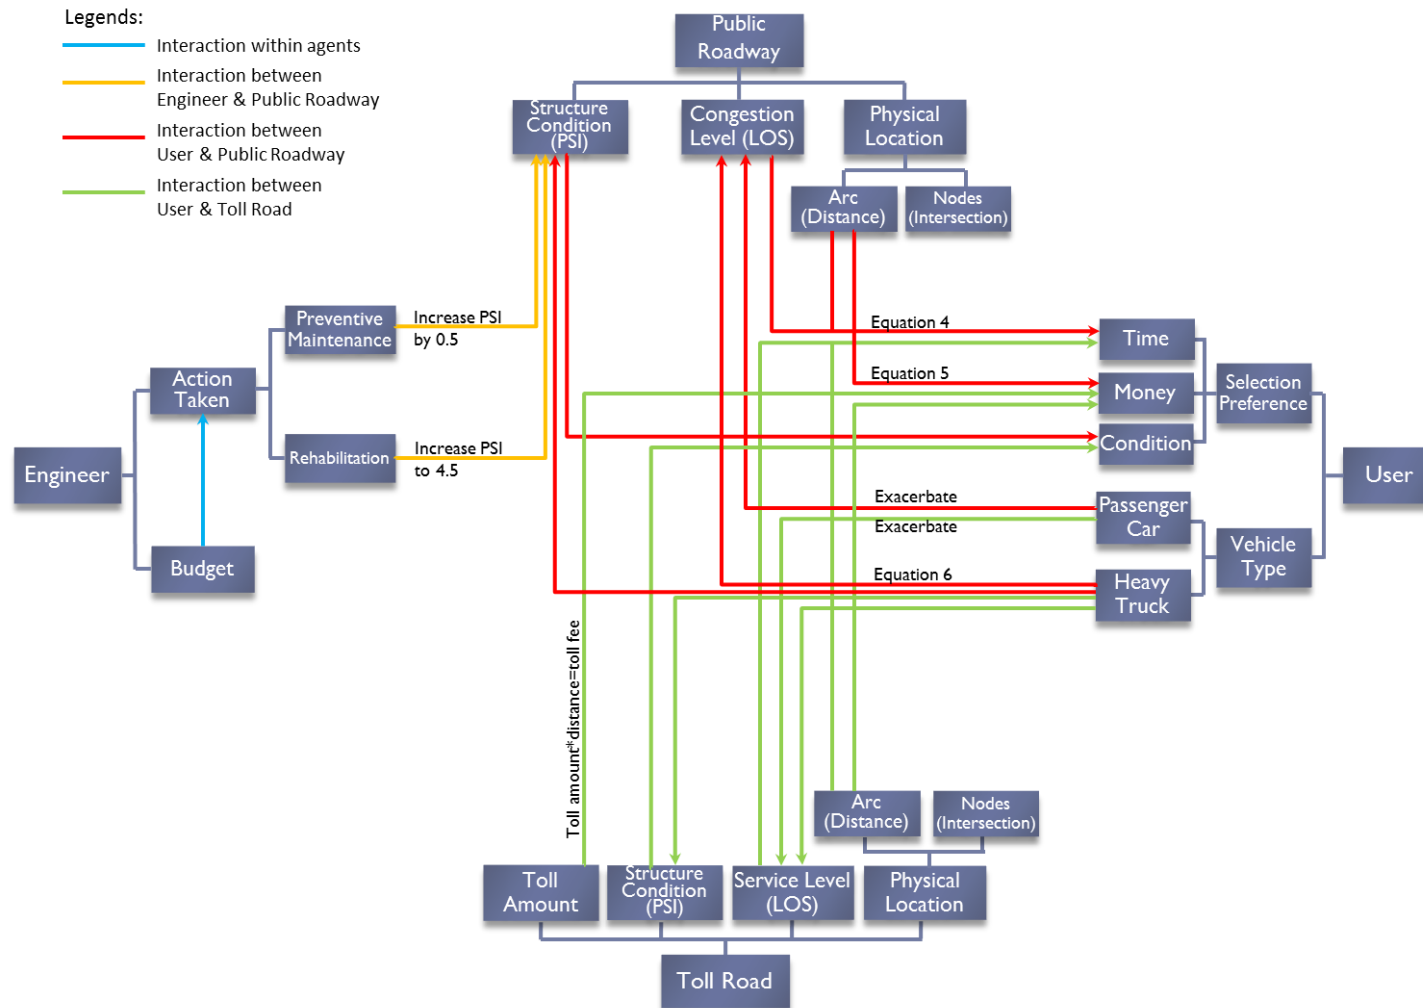 Legends:
Interaction within agents
Interaction between
Engineer & Public Roadway
Interaction between
User & Public Roadway
Interaction between
User & Toll Road
Public
Roadway
Structure
Condition
(PSI)
Congestion
Level (LOS)
Physical
Location
Arc
(Distance)
Nodes
(Intersection)
Preventive
Maintenance
Increase PSI
by 0.5
Action
Taken
Rehabilitation
Increase PSI
to 4.5
Engineer
Budget
Equation 4
Time
Equation 5
Money
Selection
Preference
Condition
User
Exacerbate
Exacerbate
Passenger
Car
Vehicle
Type
Equation 6
Heavy
Truck
Toll amount*distance=toll fee
Arc
(Distance)
Nodes
(Intersection)
Toll
Amount
Structure
Condition
(PSI)
Service Level
(LOS)
Physical
Location
Toll Road